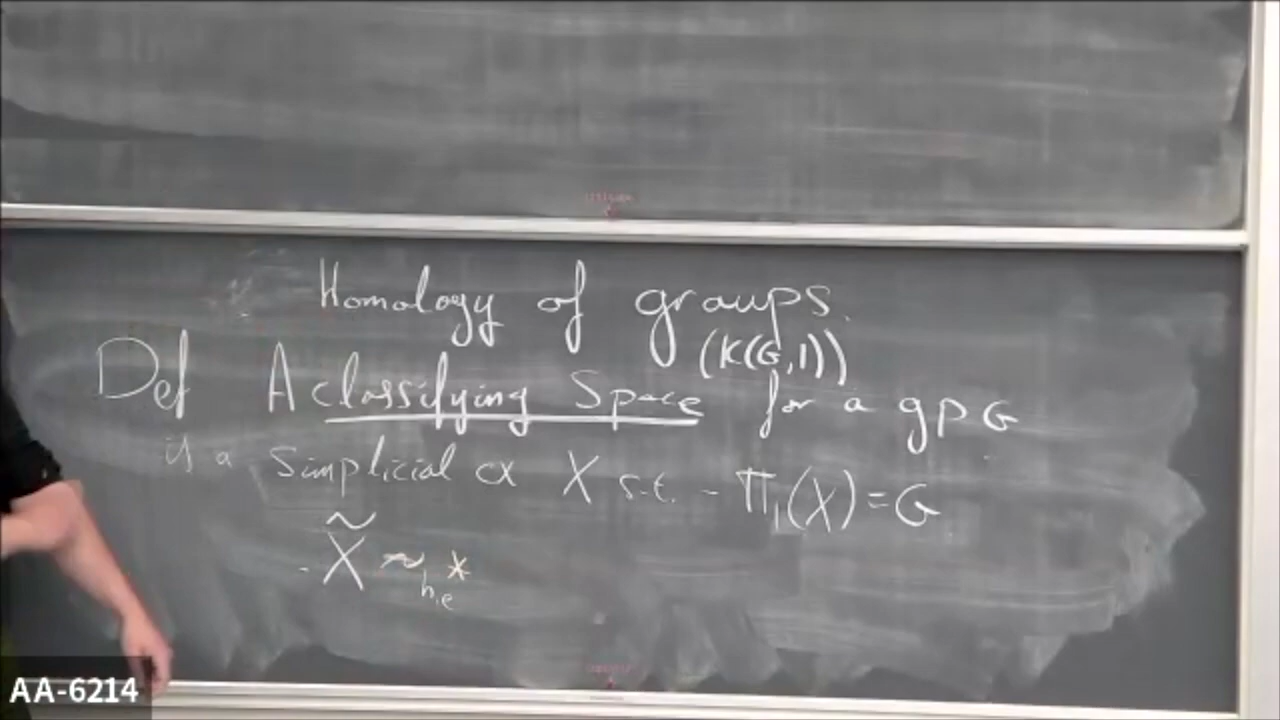 Homology of groups.
(K(G,1))
Def A classifying Space for a gp G
is a Simplicial cx X s.t. - π₁(X) = G
- X̃ ~ h.e *
AA-6214